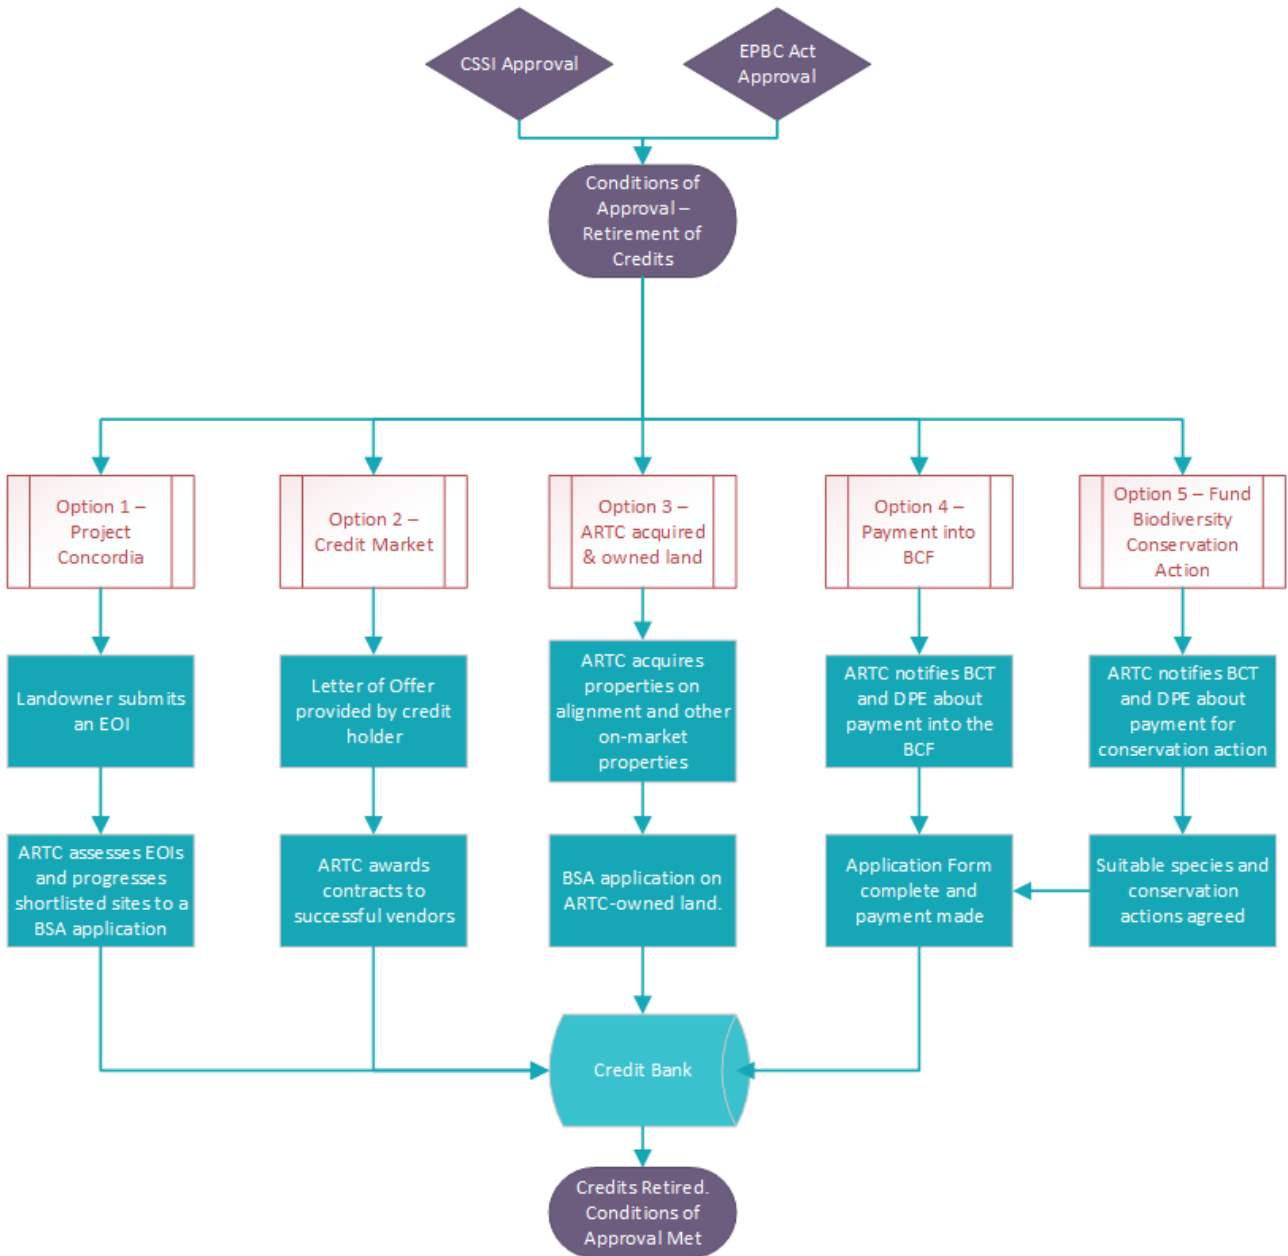 CSSI Approval
EPBC Act
Approval
Conditions of
Approval –
Retirement of
Credits
Option 1 –
Project
Concordia
Option 2 –
Credit Market
Option 3 –
ARTC acquired
& owned land
Option 4 –
Payment into
BCF
Option 5 – Fund
Biodiversity
Conservation
Action
Landowner submits
an EOI
Letter of Offer
provided by credit
holder
ARTC acquires
properties on
alignment and other
on-market
properties
ARTC notifies BCT
and DPE about
payment into the
BCF
ARTC notifies BCT
and DPE about
payment for
conservation action
ARTC assesses EOIs
and progresses
shortlisted sites to a
BSA application
ARTC awards
contracts to
successful vendors
BSA application on
ARTC-owned land.
Application Form
complete and
payment made
Suitable species and
conservation
actions agreed
Credit Bank
Credits Retired.
Conditions of
Approval Met